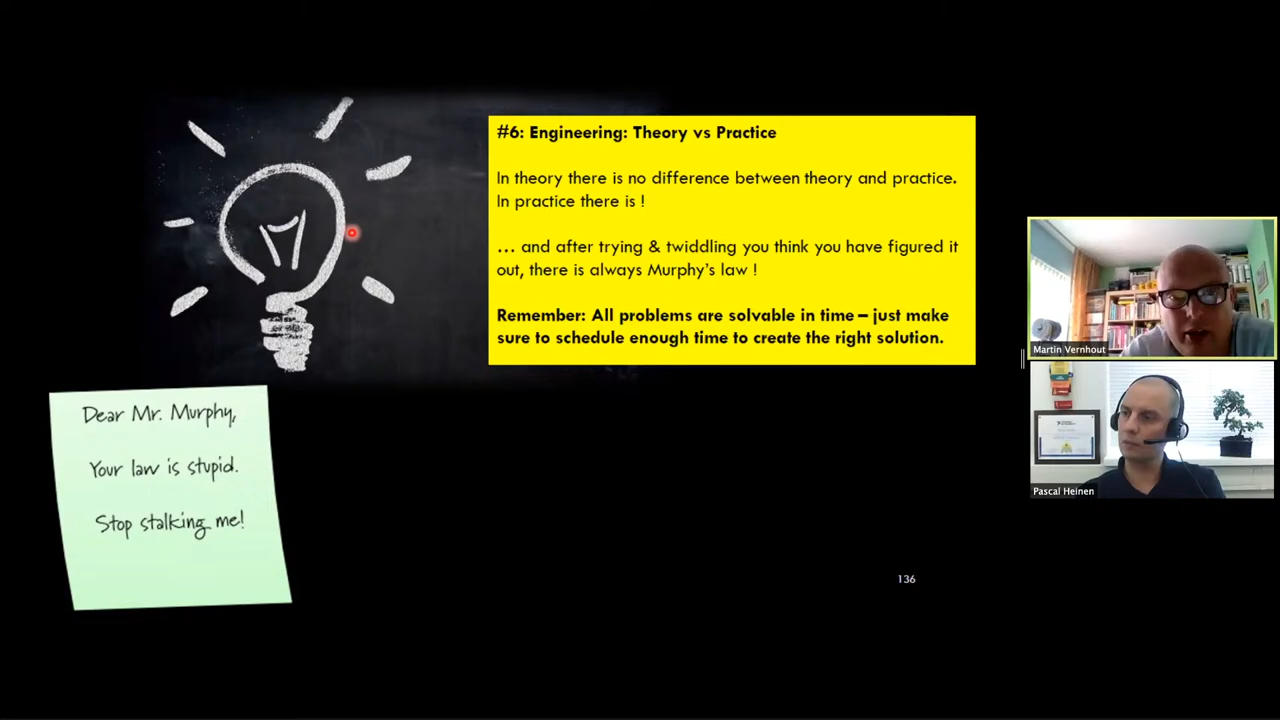 #6: Engineering: Theory vs Practice
In theory there is no difference between theory and practice.
In practice there is !
... and after trying & twiddling you think you have figured it
out, there is always Murphy's law !
Remember: All problems are solvable in time – just make
sure to schedule enough time to create the right solution.
Dear Mr. Murphy,
Your law is stupid.
Stop stalking me!
136
Martin Vernhout
Pascal Heinen